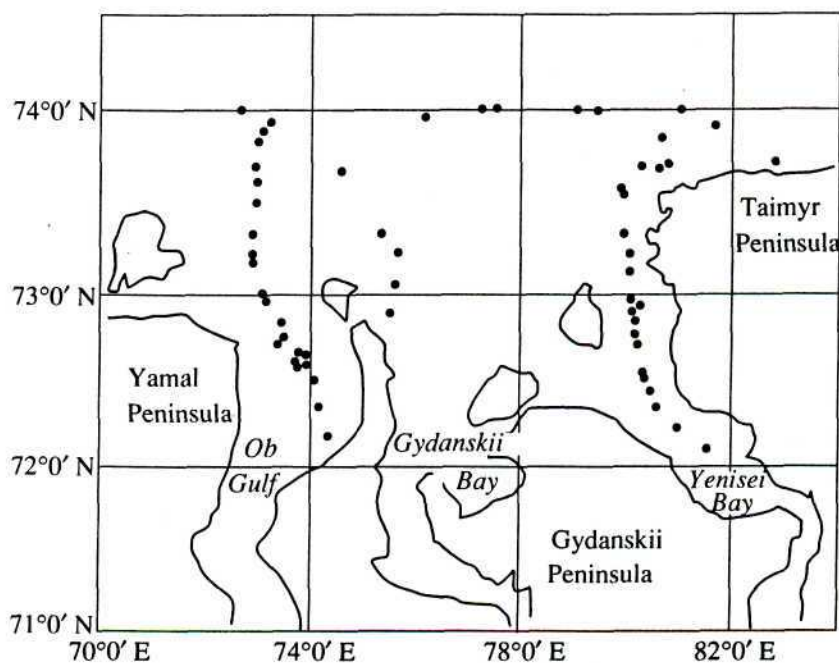 74°0′ N
73°0′ N
72°0′ N
71°0′ N
70°0′ E
74°0′ E
78°0′ E
82°0′ E
Taimyr
Peninsula
Yamal
Peninsula
Ob
Gulf
Gydanskii
Bay
Yenisei
Bay
Gydanskii
Peninsula